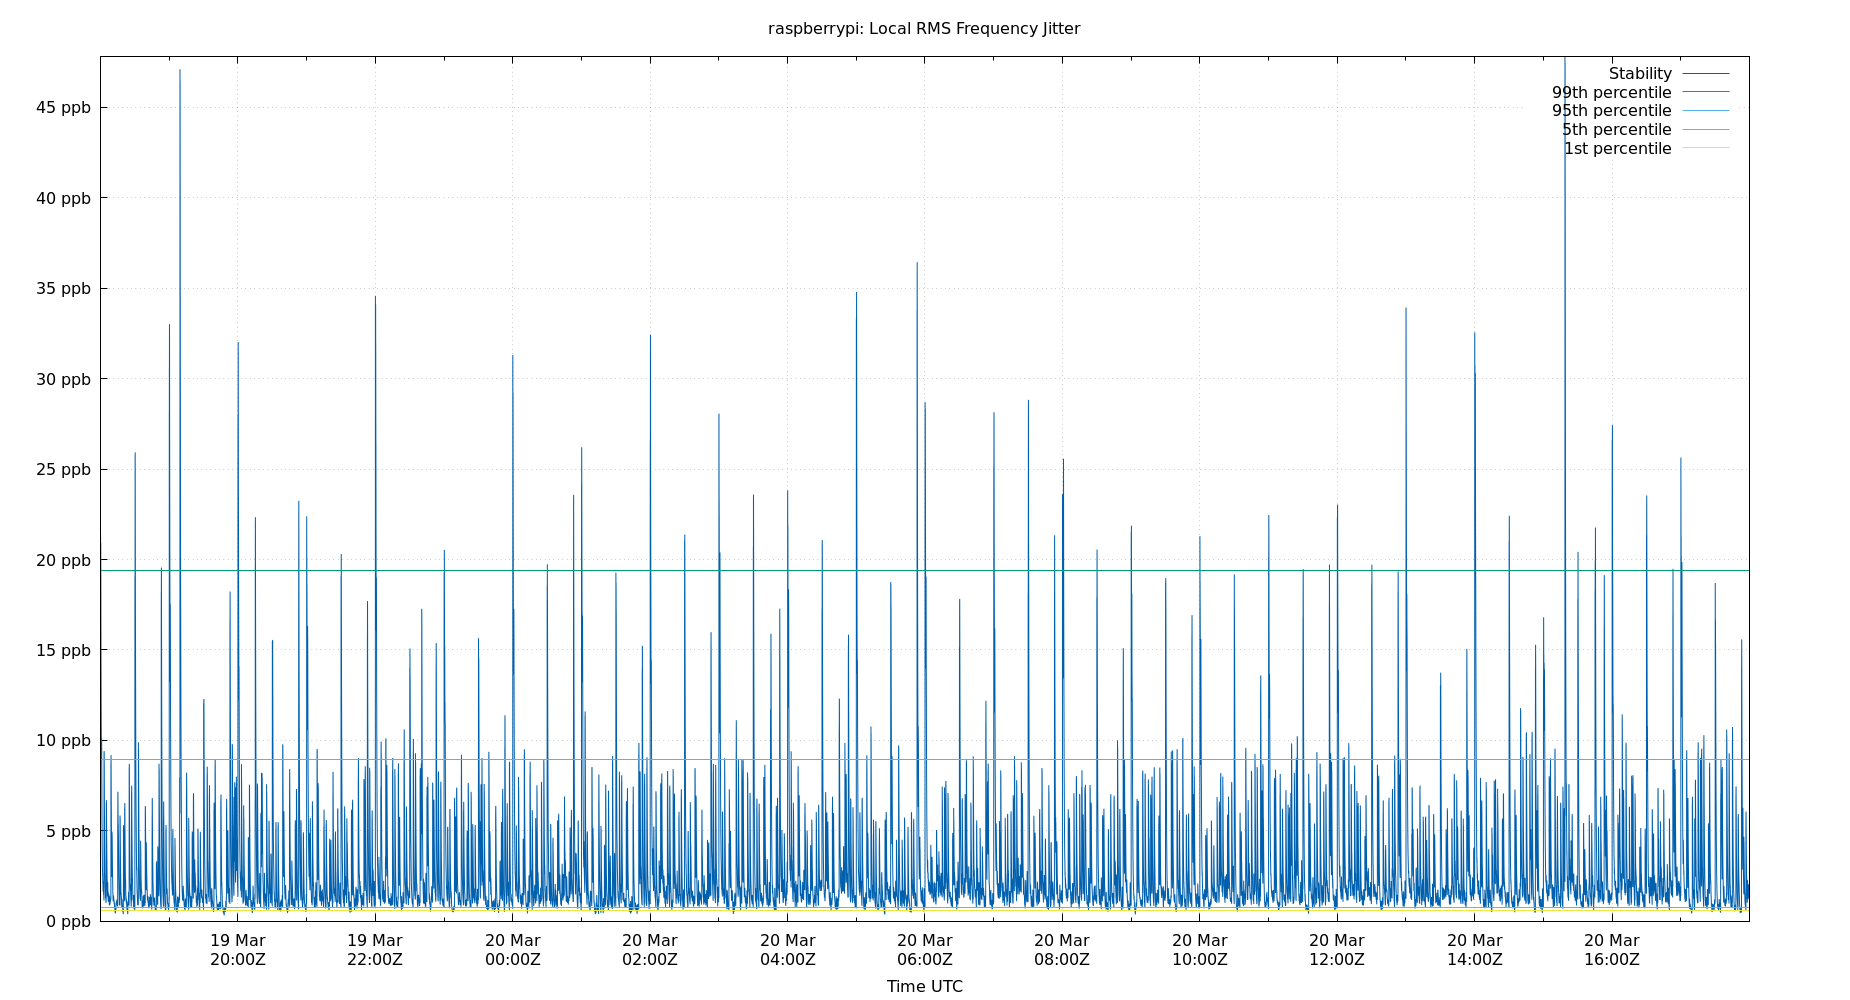 raspberrypi: Local RMS Frequency Jitter
Stability
99th percentile
95th percentile
5th percentile
1st percentile
45 ppb
40 ppb
35 ppb
30 ppb
25 ppb
20 ppb
15 ppb
10 ppb
5 ppb
0 ppb
19 Mar 19 Mar 20 Mar 20 Mar 20 Mar 20 Mar 20 Mar 20 Mar 20 Mar 20 Mar 20 Mar
20:00Z 22:00Z 00:00Z 02:00Z 04:00Z 06:00Z 08:00Z 10:00Z 12:00Z 14:00Z 16:00Z
Time UTC